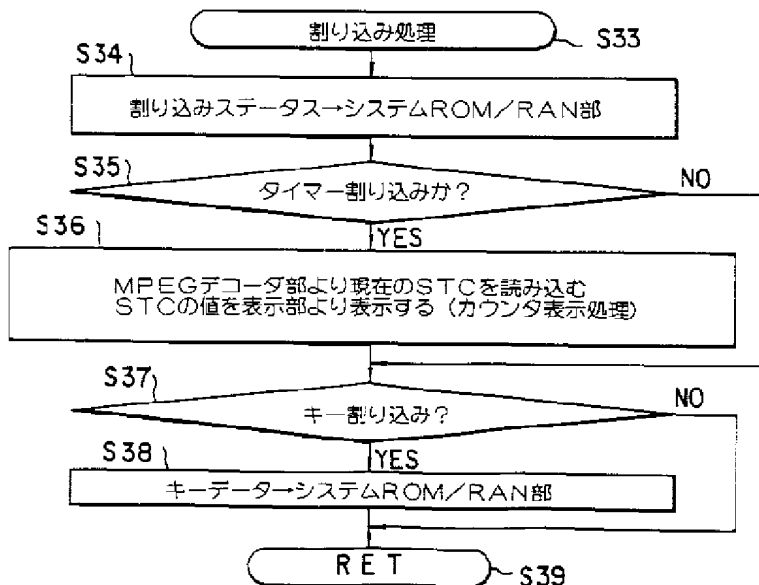 割り込み処理
S33
S34
割り込みステータス→システムROM／RAN部
S35
タイマー割り込みか？
NO
YES
S36
MPEGデコーダ部より現在のSTCを読み込む
STCの値を表示部より表示する（カウンタ表示処理）
S37
キー割り込み？
NO
YES
S38
キーデータ→システムROM／RAN部
RET
S39